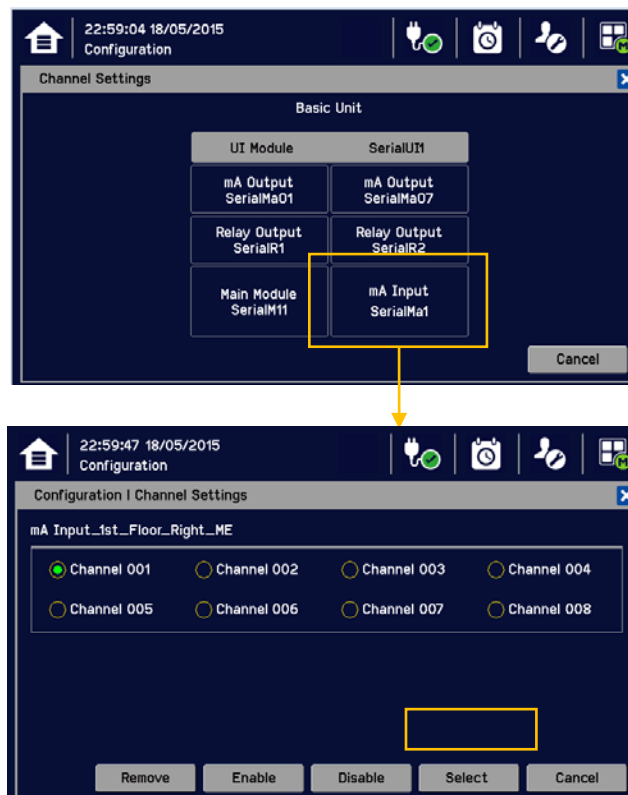 22:59:04 18/05/2015
Configuration
Channel Settings
Basic Unit
UI Module SerialUI1
mA Output SerialMa01 mA Output SerialMa07
Relay Output SerialR1 Relay Output SerialR2
Main Module SerialM11 mA Input SerialMa1
Cancel
22:59:47 18/05/2015
Configuration
Configuration | Channel Settings
mA Input_1st_Floor_Right_ME
Channel 001 Channel 002 Channel 003 Channel 004
Channel 005 Channel 006 Channel 007 Channel 008
Remove Enable Disable Select Cancel